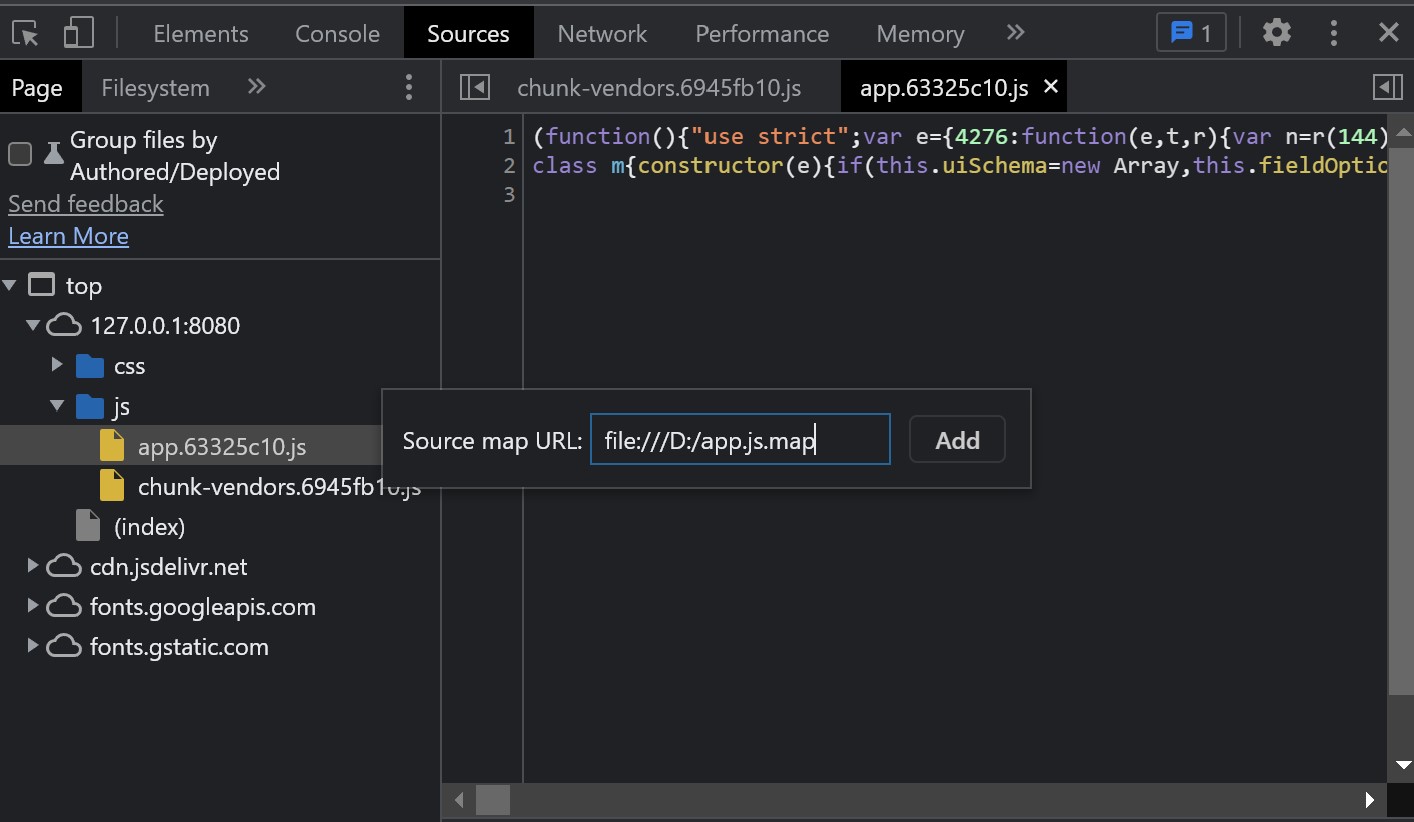 Elements Console Sources Network Performance Memory 1
Page Filesystem
chunk-vendors.6945fb10.js app.63325c10.js
Group files by
Authored/Deployed
Send feedback
Learn More
top
127.0.0.1:8080
css
js
app.63325c10.js
chunk-vendors.6945fb10.js
(index)
cdn.jsdelivr.net
fonts.googleapis.com
fonts.gstatic.com
1 (function(){"use strict";var e={4276:function(e,t,r){var n=r(144)
2 class m{constructor(e){if(this.uiSchema=new Array,this.fieldOptio
3
Source map URL: file:///D:/app.js.map Add